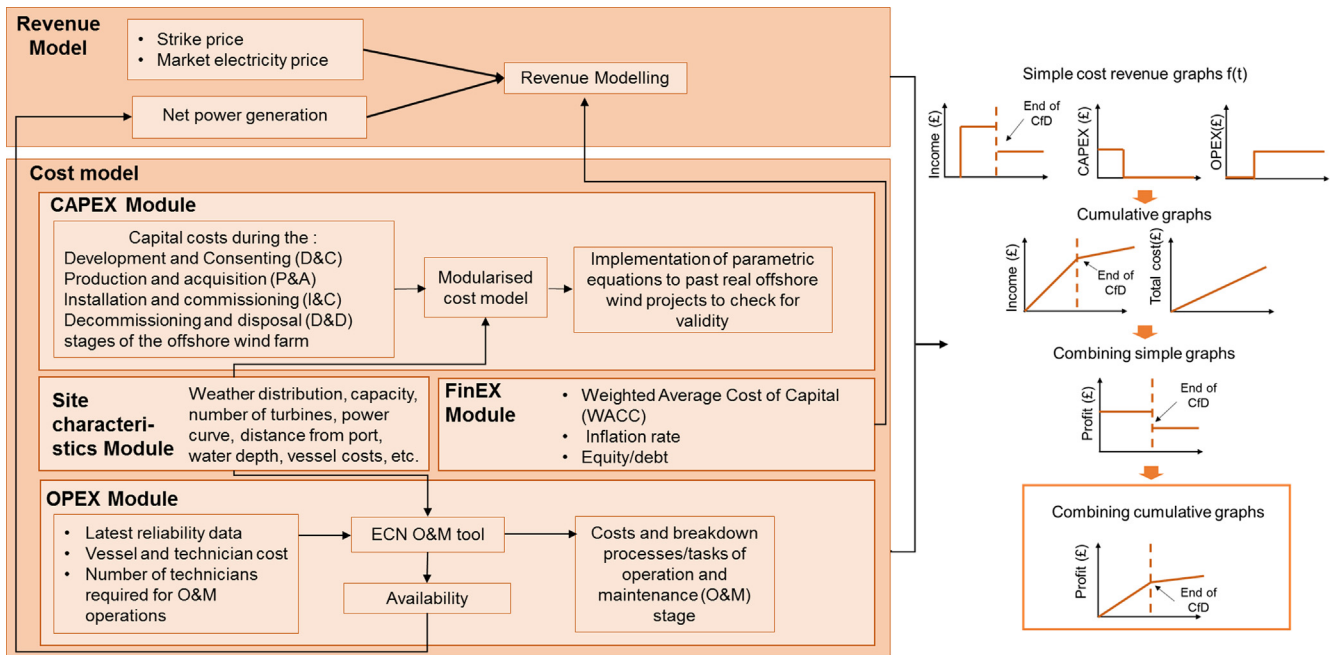 Revenue
Model
• Strike price
• Market electricity price
Net power generation
Revenue Modelling
Cost model
CAPEX Module
Capital costs during the :
Development and Consenting (D&C)
Production and acquisition (P&A)
Installation and commissioning (I&C)
Decommissioning and disposal (D&D)
stages of the offshore wind farm
Modularised
cost model
Implementation of parametric
equations to past real offshore
wind projects to check for
validity
Site
characteri-
stics Module
Weather distribution, capacity,
number of turbines, power
curve, distance from port,
water depth, vessel costs, etc.
FinEX
Module
• Weighted Average Cost of Capital
(WACC)
• Inflation rate
• Equity/debt
OPEX Module
• Latest reliability data
• Vessel and technician cost
• Number of technicians
required for O&M
operations
ECN O&M tool
Availability
Costs and breakdown
processes/tasks of
operation and
maintenance (O&M)
stage
Simple cost revenue graphs f(t)
Income (£)
End of
CfD
CAPEX (£)
OPEX(£)
Cumulative graphs
Income (£)
End of
CfD
Total cost(£)
Combining simple graphs
Profit (£)
End of
CfD
Combining cumulative graphs
Profit (£)
End of
CfD